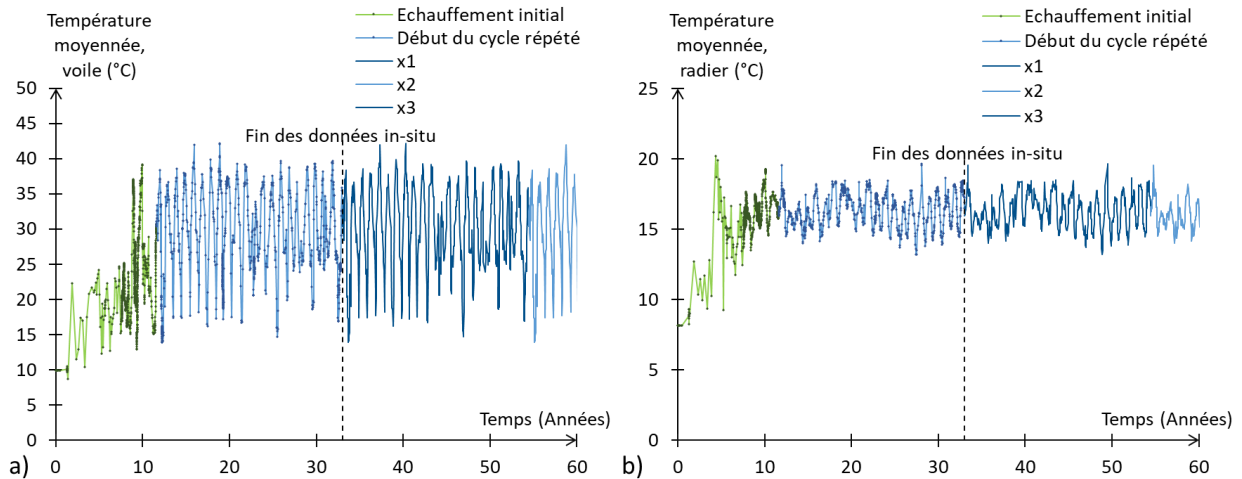 Température
moyennée,
voile (°C)
Echauffement initial
Début du cycle répété
x1
x2
x3
Fin des données in-situ
50
45
40
35
30
25
20
15
10
5
0
0 10 20 30 40 50 60
Temps (Années)
a)
Température
moyennée,
radier (°C)
Echauffement initial
Début du cycle répété
x1
x2
x3
Fin des données in-situ
25
20
15
10
5
0
0 10 20 30 40 50 60
Temps (Années)
b)